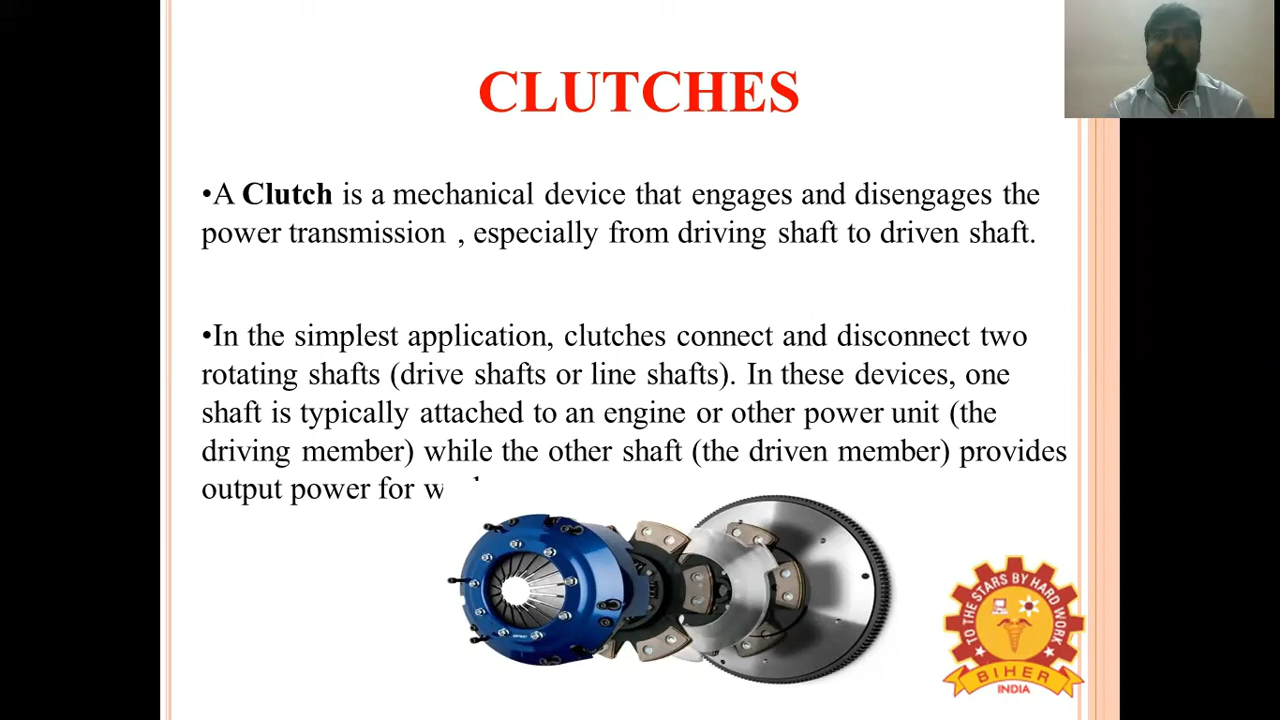 CLUTCHES
•A Clutch is a mechanical device that engages and disengages the
power transmission , especially from driving shaft to driven shaft.
•In the simplest application, clutches connect and disconnect two
rotating shafts (drive shafts or line shafts). In these devices, one
shaft is typically attached to an engine or other power unit (the
driving member) while the other shaft (the driven member) provides
output power for
TO THE STARS BY HARD WORK
BIHER
INDIA